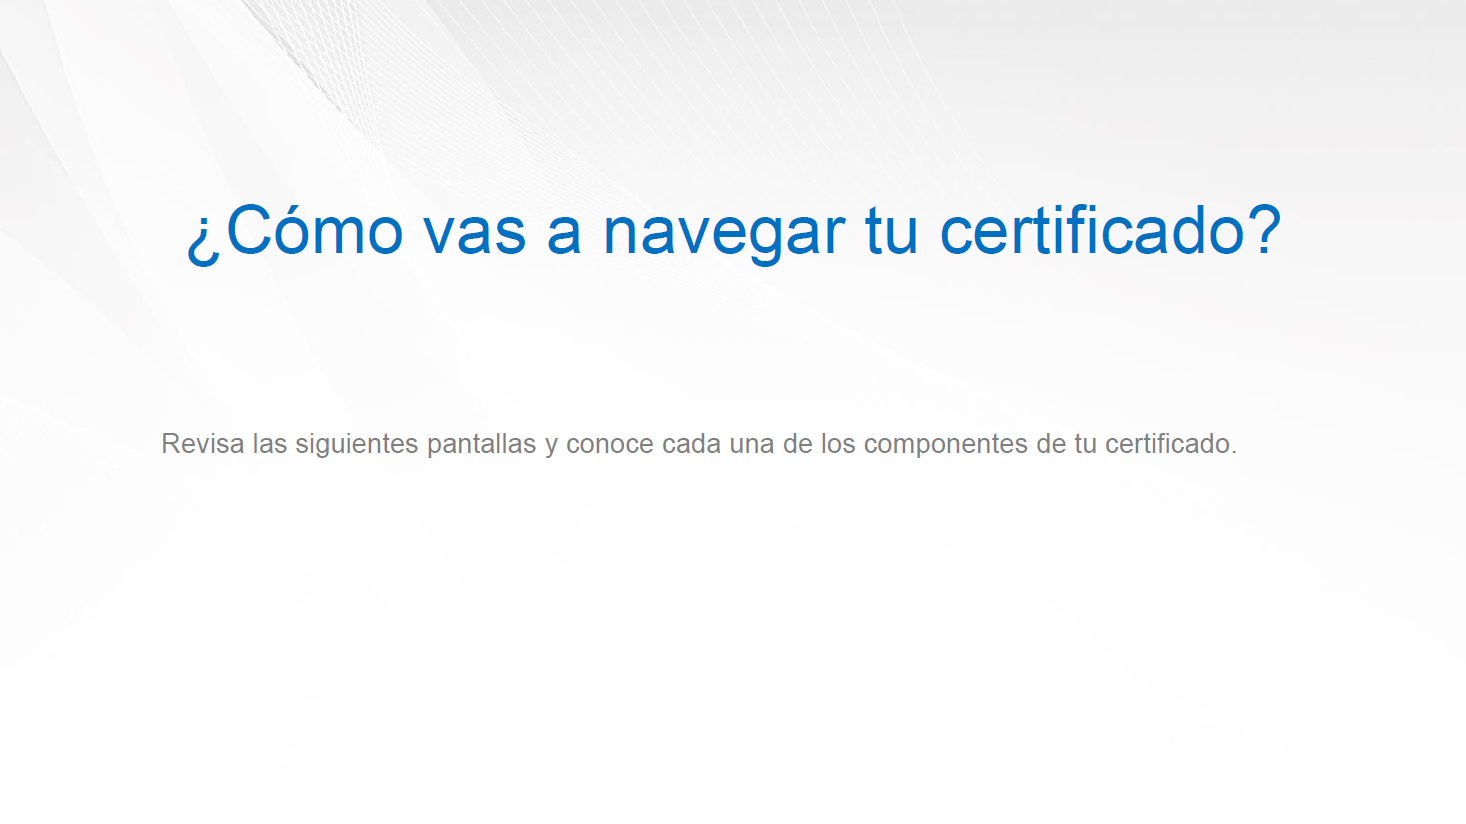 ¿Cómo vas a navegar tu certificado?
Revisa las siguientes pantallas y conoce cada una de los componentes de tu certificado.